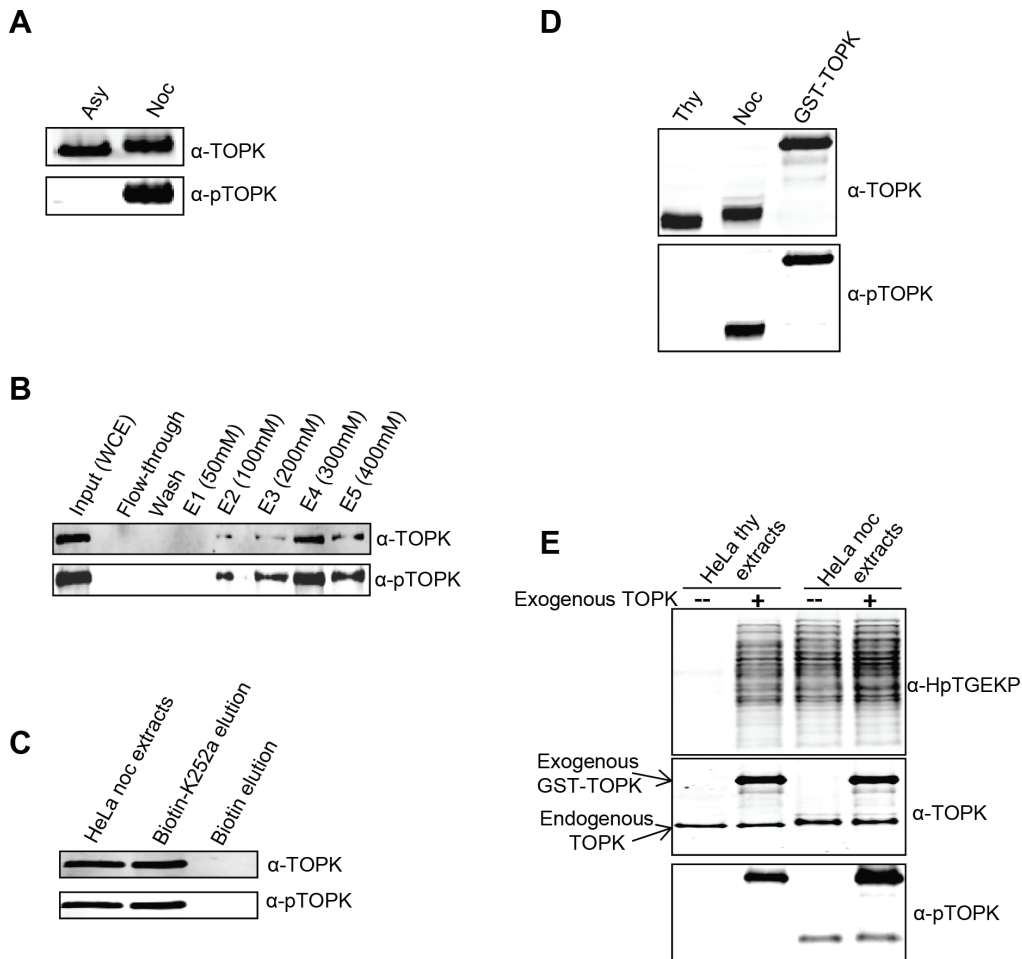 A
Asy
Noc
α-TOPK
α-pTOPK
B
Input (WCE)
Flow-through
Wash
E1 (50mM)
E2 (100mM)
E3 (200mM)
E4 (300mM)
E5 (400mM)
α-TOPK
α-pTOPK
C
HeLa noc extracts
Biotin-K252a elution
Biotin elution
α-TOPK
α-pTOPK
D
Thy
Noc
GST-TOPK
α-TOPK
α-pTOPK
E
HeLa thy
extracts
HeLa noc
extracts
Exogenous TOPK -- + -- +
α-HpTGEKP
Exogenous
GST-TOPK
Endogenous
TOPK
α-TOPK
α-pTOPK